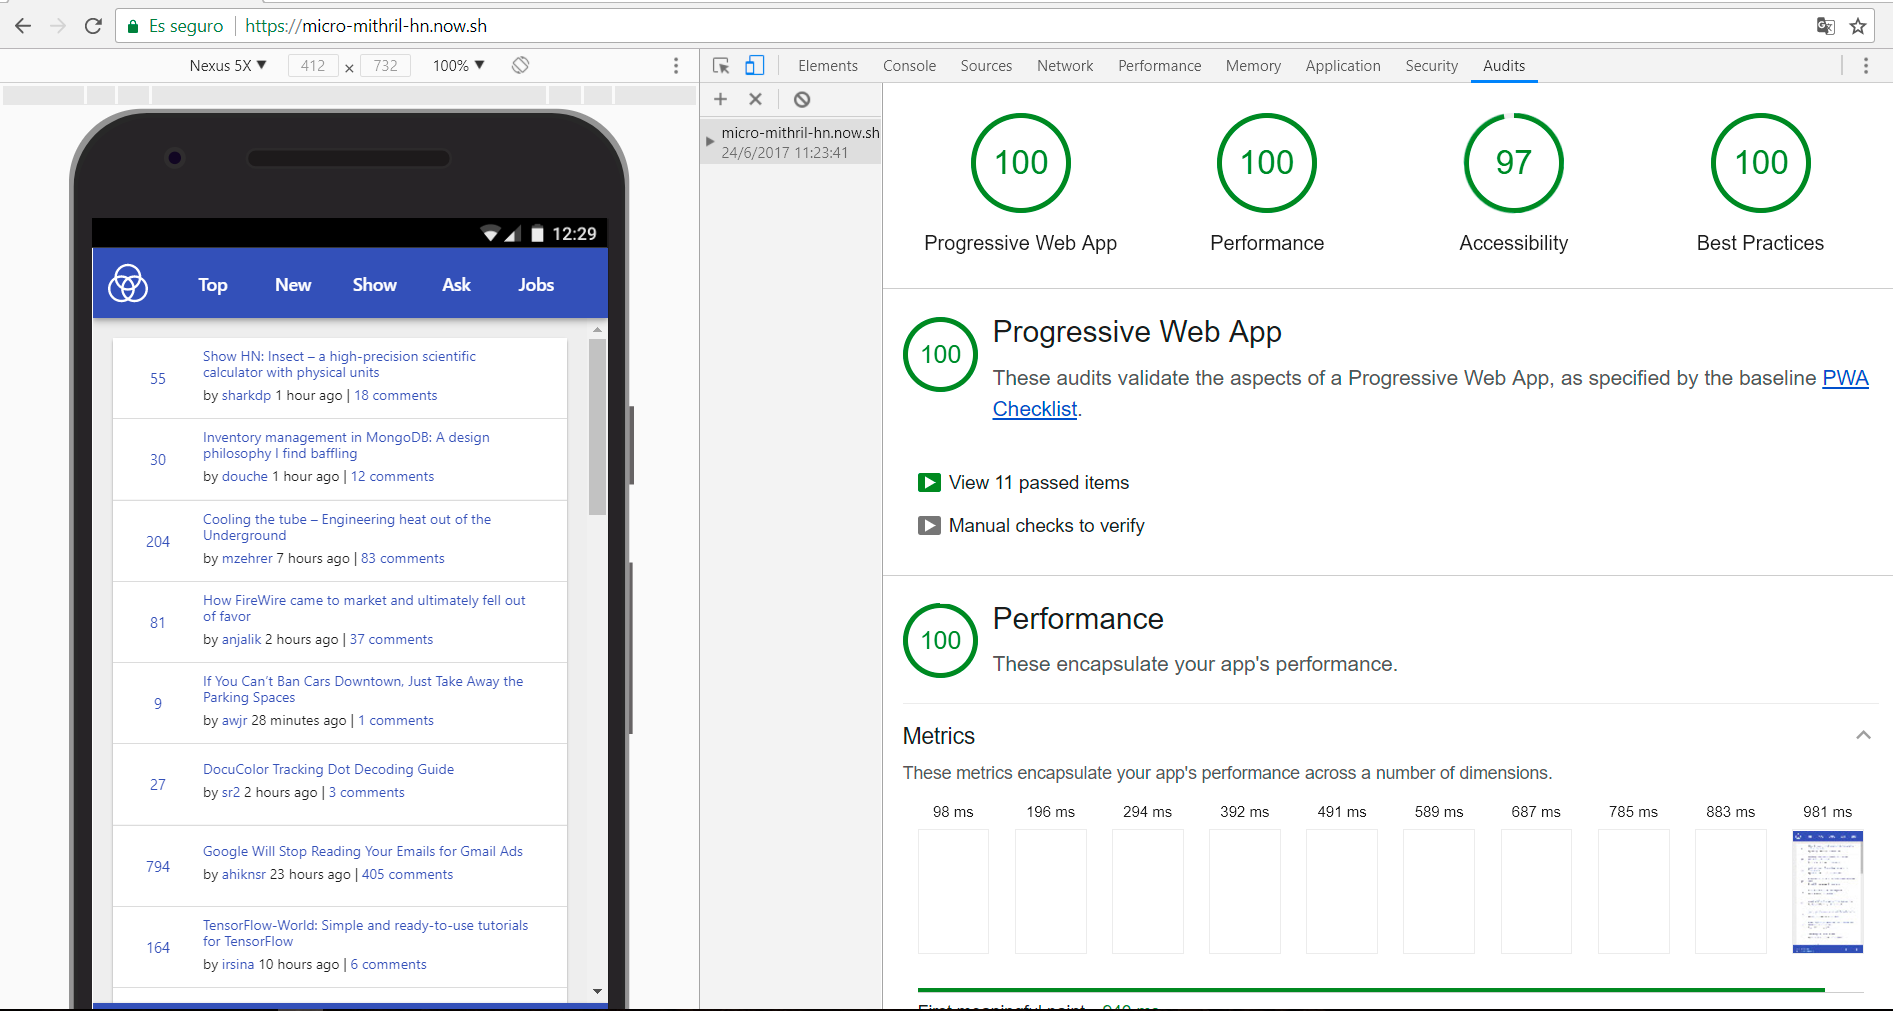 Es seguro
https://micro-mithril-hn.now.sh
Nexus 5X ▼ 412 × 732 100% ▼
Elements Console Sources Network Performance Memory Application Security Audits
micro-mithril-hn.now.sh
24/6/2017 11:23:41
12:29
Top New Show Ask Jobs
55
Show HN: Insect – a high-precision scientific
calculator with physical units
by sharkdp 1 hour ago | 18 comments
30
Inventory management in MongoDB: A design
philosophy I find baffling
by douche 1 hour ago | 12 comments
204
Cooling the tube – Engineering heat out of the
Underground
by mzehrer 7 hours ago | 83 comments
81
How FireWire came to market and ultimately fell out
of favor
by anjalik 2 hours ago | 37 comments
9
If You Can’t Ban Cars Downtown, Just Take Away the
Parking Spaces
by awjr 28 minutes ago | 1 comments
27
DocuColor Tracking Dot Decoding Guide
by sr2 2 hours ago | 3 comments
794
Google Will Stop Reading Your Emails for Gmail Ads
by ahiknsr 23 hours ago | 405 comments
164
TensorFlow-World: Simple and ready-to-use tutorials
for TensorFlow
by irsina 10 hours ago | 6 comments
100 100 97 100
Progressive Web App Performance Accessibility Best Practices
100
Progressive Web App
These audits validate the aspects of a Progressive Web App, as specified by the baseline PWA
Checklist.
View 11 passed items
Manual checks to verify
100
Performance
These encapsulate your app's performance.
Metrics
These metrics encapsulate your app's performance across a number of dimensions.
98 ms 196 ms 294 ms 392 ms 491 ms 589 ms 687 ms 785 ms 883 ms 981 ms